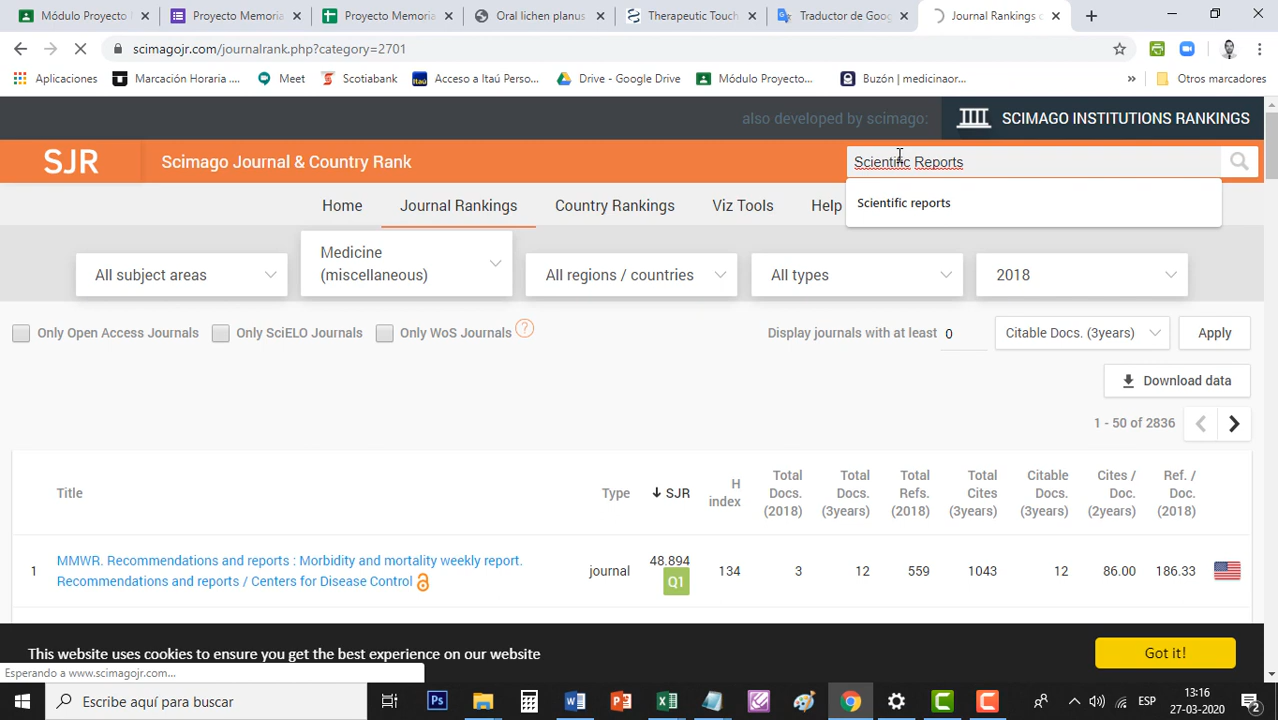 Módulo Proyecto M
Proyecto Memoria
Proyecto Memoria
Oral lichen planus
Therapeutic Touch
Traductor de Goog
Journal Rankings o
scimagojr.com/journalrank.php?category=2701
Aplicaciones
Marcación Horaria ....
Meet
Scotiabank
Acceso a Itaú Perso...
Drive - Google Drive
Módulo Proyecto...
Buzón | medicinaor...
»
Otros marcadores
also developed by scimago:
SCIMAGO INSTITUTIONS RANKINGS
SJR
Scimago Journal & Country Rank
Scientific Reports
Scientific reports
Home
Journal Rankings
Country Rankings
Viz Tools
Help
All subject areas
Medicine
(miscellaneous)
All regions / countries
All types
2018
Only Open Access Journals
Only SciELO Journals
Only WoS Journals
?
Display journals with at least
0
Citable Docs. (3years)
Apply
Download data
1 - 50 of 2836
Title
Type
↓ SJR
H
index
Total
Docs.
(2018)
Total
Docs.
(3years)
Total
Refs.
(2018)
Total
Cites
(3years)
Citable
Docs.
(3years)
Cites /
Doc.
(2years)
Ref. /
Doc.
(2018)
1
MMWR. Recommendations and reports : Morbidity and mortality weekly report.
Recommendations and reports / Centers for Disease Control
journal
48.894
Q1
134
3
12
559
1043
12
86.00
186.33
This website uses cookies to ensure you get the best experience on our website
Got it!
Esperando a www.scimagojr.com...
Escribe aquí para buscar
Ps
ESP
13:16
27-03-2020
2